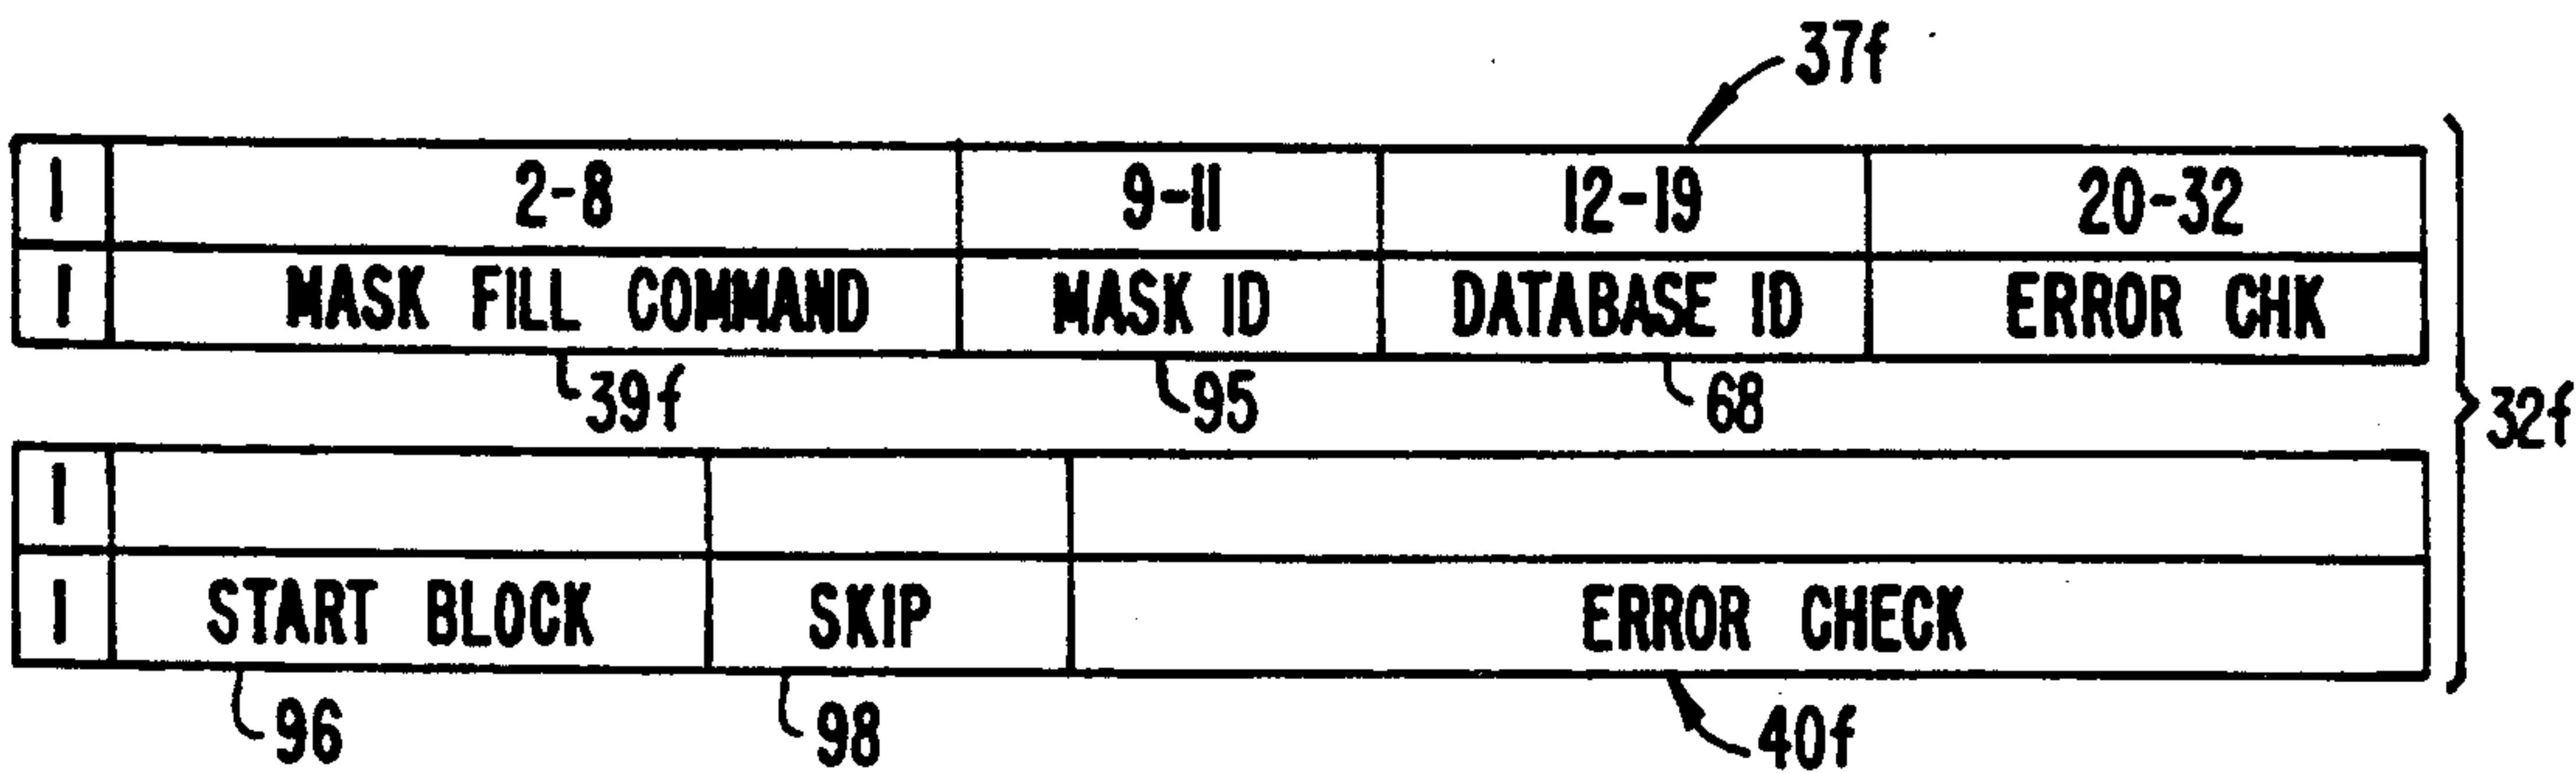 37f
1 2-8 9-11 12-19 20-32
1 MASK FILL COMMAND MASK ID DATABASE ID ERROR CHK
39f 95 68
32f
1
1 START BLOCK SKIP ERROR CHECK
96 98 40f